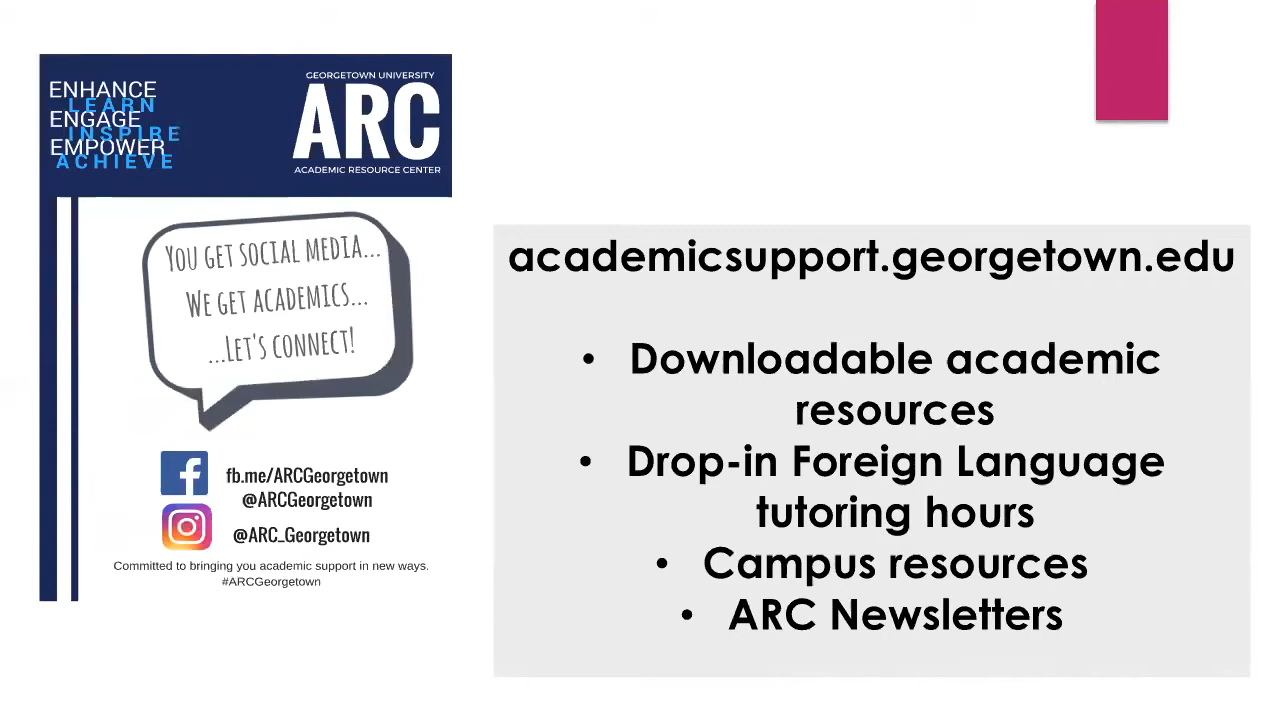 ENHANCE
LEARN
ENGAGE
INSPIRE
EMPOWER
ACHIEVE
GEORGETOWN UNIVERSITY
ARC
ACADEMIC RESOURCE CENTER
YOU GET SOCIAL MEDIA...
WE GET ACADEMICS...
...LET'S CONNECT!
fb.me/ARCGeorgetown
@ARCGeorgetown
@ARC_Georgetown
Committed to bringing you academic support in new ways.
#ARCGeorgetown
academicsupport.georgetown.edu
• Downloadable academic
resources
• Drop-in Foreign Language
tutoring hours
• Campus resources
• ARC Newsletters